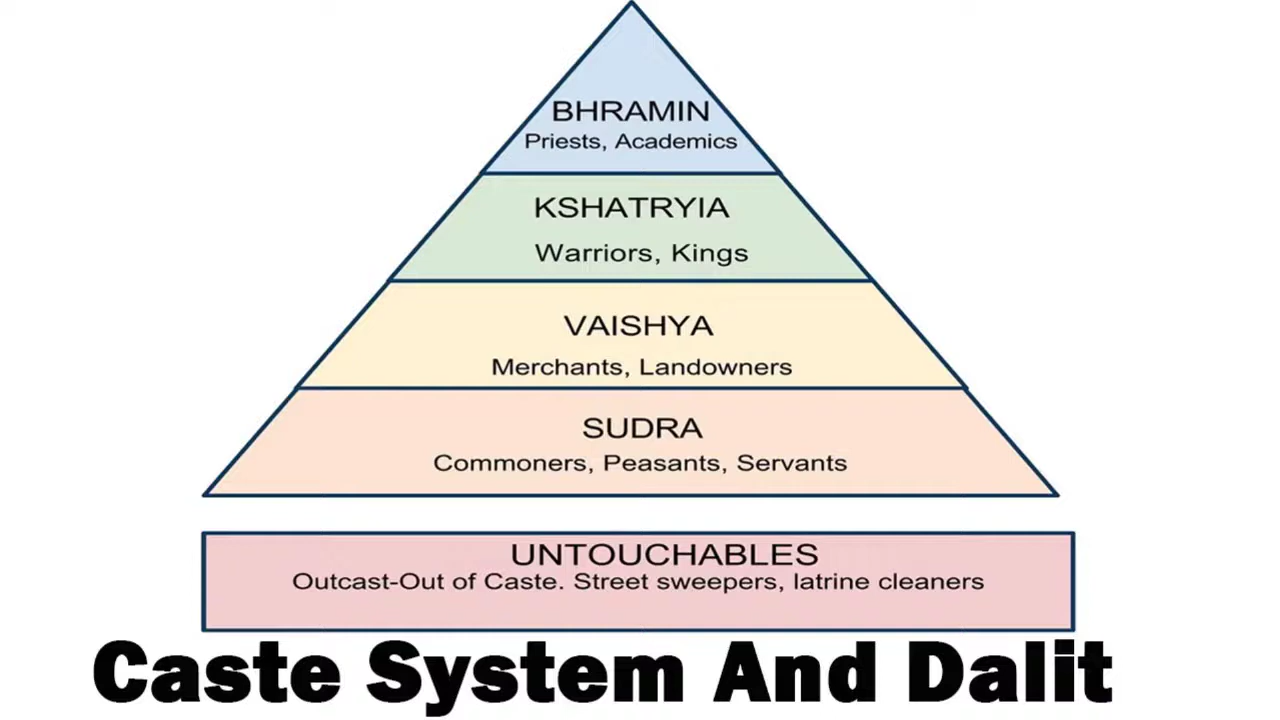 BHRAMIN
Priests, Academics
KSHATRYIA
Warriors, Kings
VAISHYA
Merchants, Landowners
SUDRA
Commoners, Peasants, Servants
UNTOUCHABLES
Outcast-Out of Caste. Street sweepers, latrine cleaners
Caste System And Dalit